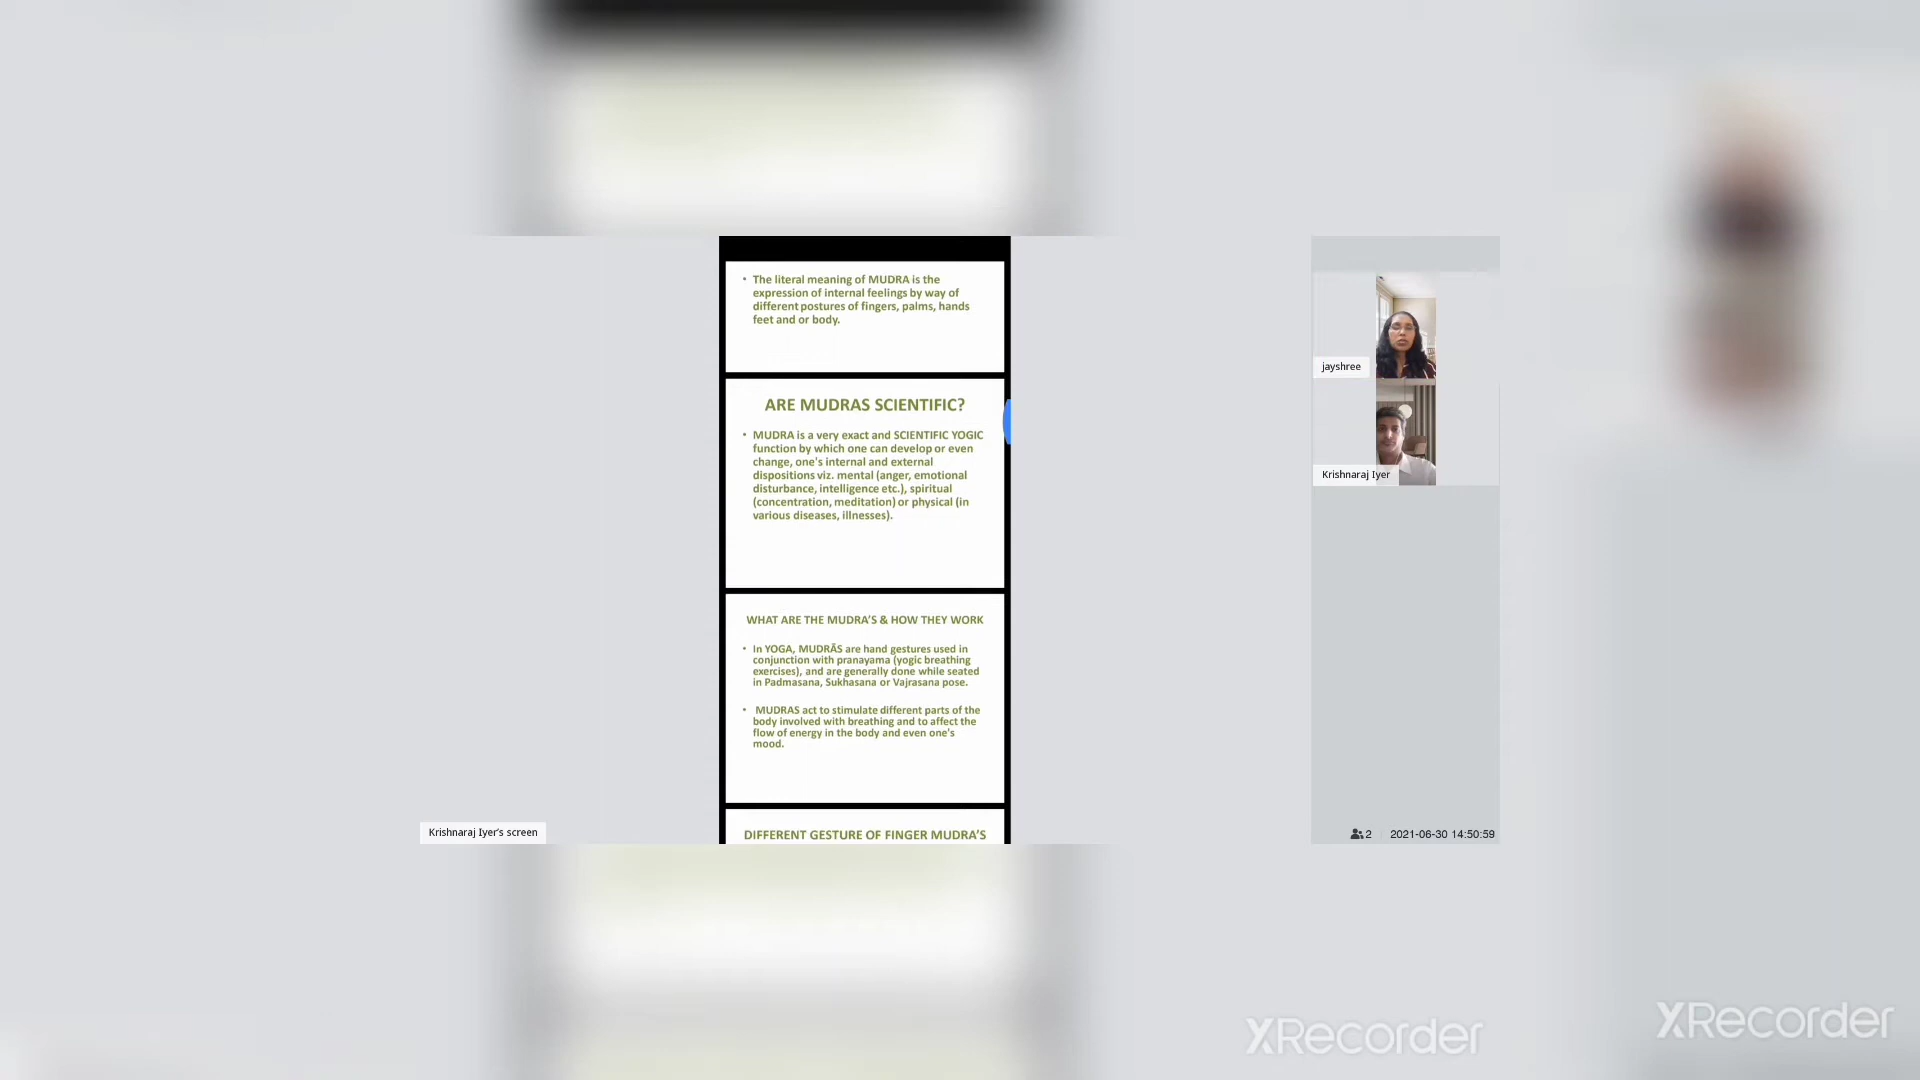 • The literal meaning of MUDRA is the
expression of internal feelings by way of
different postures of fingers, palms, hands
feet and or body.
ARE MUDRAS SCIENTIFIC?
• MUDRA is a very exact and SCIENTIFIC YOGIC
function by which one can develop or even
change, one's internal and external
dispositions viz. mental (anger, emotional
disturbance, intelligence etc.), spiritual
(concentration, meditation) or physical (in
various diseases, illnesses).
WHAT ARE THE MUDRA'S & HOW THEY WORK
• In YOGA, MUDRĀS are hand gestures used in
conjunction with pranayama (yogic breathing
exercises), and are generally done while seated
in Padmasana, Sukhasana or Vajrasana pose.
• MUDRAS act to stimulate different parts of the
body involved with breathing and to affect the
flow of energy in the body and even one's
mood.
DIFFERENT GESTURE OF FINGER MUDRA'S
jayshree
Krishnaraj Iyer
Krishnaraj Iyer's screen
2 2021-06-30 14:50:59
XRecorder
XRecorder